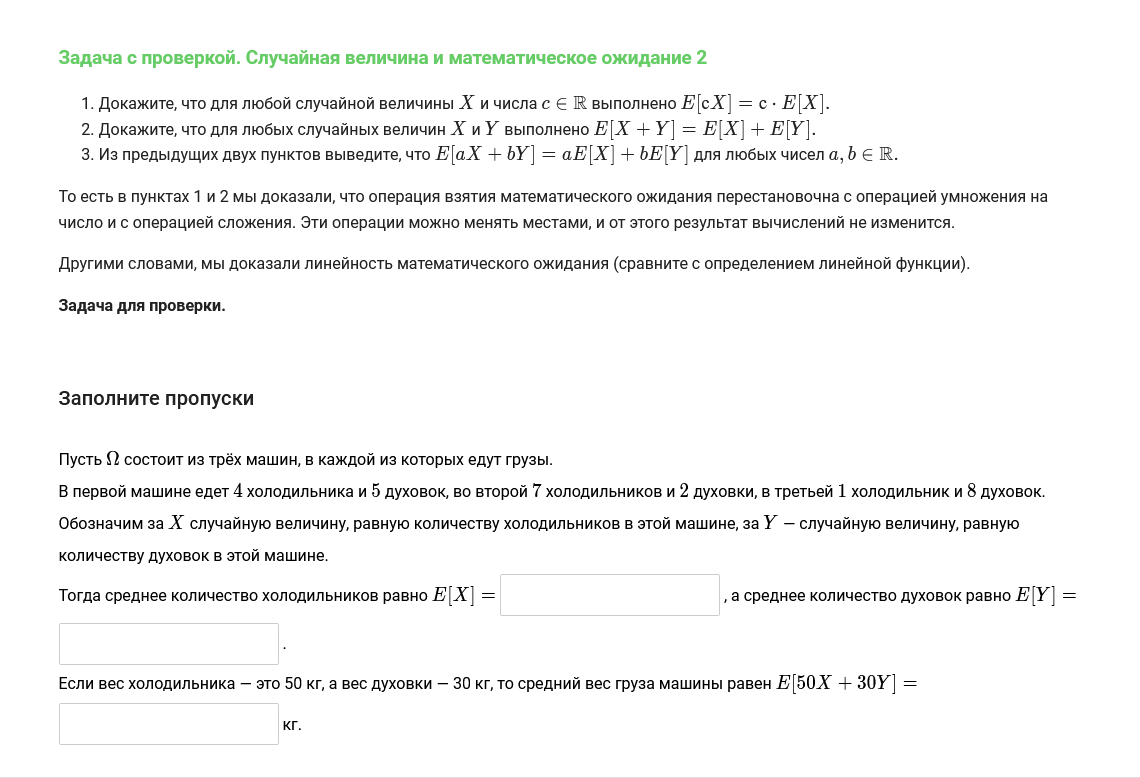 Задача с проверкой. Случайная величина и математическое ожидание 2
1. Докажите, что для любой случайной величины X и числа c ∈ ℝ выполнено E[cX] = c · E[X].
2. Докажите, что для любых случайных величин X и Y выполнено E[X + Y] = E[X] + E[Y].
3. Из предыдущих двух пунктов выведите, что E[aX + bY] = aE[X] + bE[Y] для любых чисел a, b ∈ ℝ.
То есть в пунктах 1 и 2 мы доказали, что операция взятия математического ожидания перестановочна с операцией умножения на
число и с операцией сложения. Эти операции можно менять местами, и от этого результат вычислений не изменится.
Другими словами, мы доказали линейность математического ожидания (сравните с определением линейной функции).
Задача для проверки.
Заполните пропуски
Пусть Ω состоит из трёх машин, в каждой из которых едут грузы.
В первой машине едет 4 холодильника и 5 духовок, во второй 7 холодильников и 2 духовки, в третьей 1 холодильник и 8 духовок.
Обозначим за X случайную величину, равную количеству холодильников в этой машине, за Y — случайную величину, равную
количеству духовок в этой машине.
Тогда среднее количество холодильников равно E[X] = , а среднее количество духовок равно E[Y] =
.
Если вес холодильника — это 50 кг, а вес духовки — 30 кг, то средний вес груза машины равен E[50X + 30Y] =
кг.